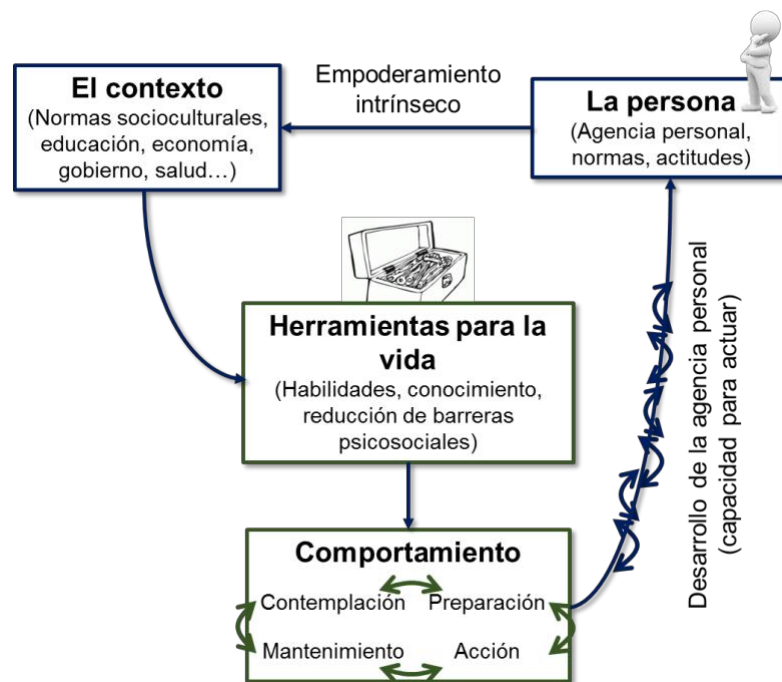 El contexto
(Normas socioculturales,
educación, economía,
gobierno, salud...)
Empoderamiento
intrínseco
La persona
(Agencia personal,
normas, actitudes)
Herramientas para la
vida
(Habilidades, conocimiento,
reducción de barreras
psicosociales)
Desarrollo de la agencia personal
(capacidad para actuar)
Comportamiento
Contemplación Preparación
Mantenimiento Acción